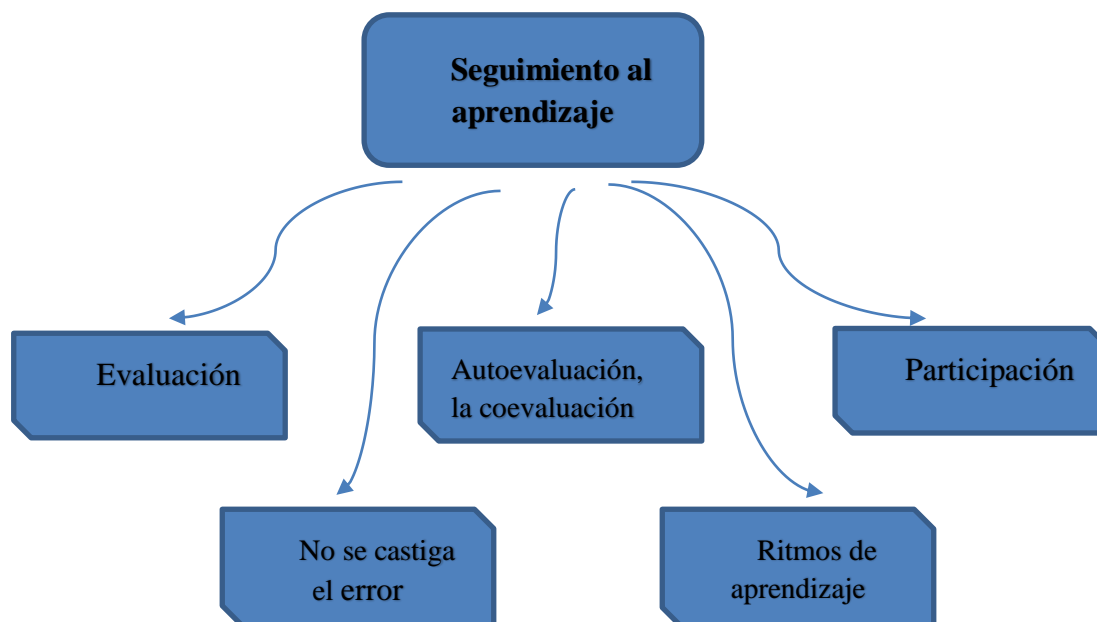 Seguimiento al
aprendizaje
Evaluación
Autoevaluación,
la coevaluación
Participación
No se castiga
el error
Ritmos de
aprendizaje